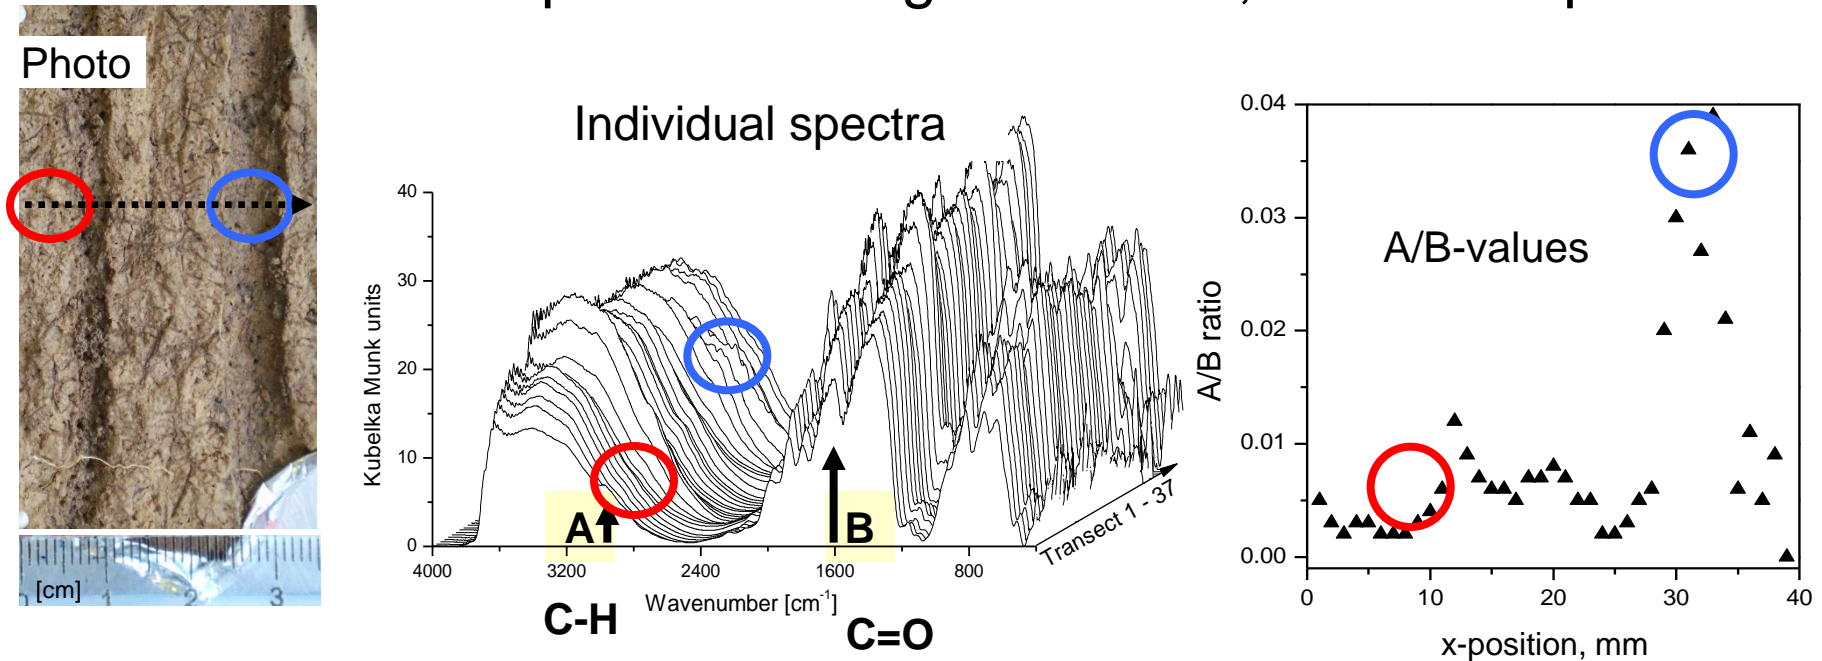 Photo
[cm]
1
2
3
Individual spectra
Kubelka Munk units
40
30
20
10
0
A
B
4000
3200
2400
1600
800
Wavenumber [cm-1]
Transect 1 - 37
C-H
C=O
A/B-values
A/B ratio
0.04
0.03
0.02
0.01
0.00
0
10
20
30
40
x-position, mm